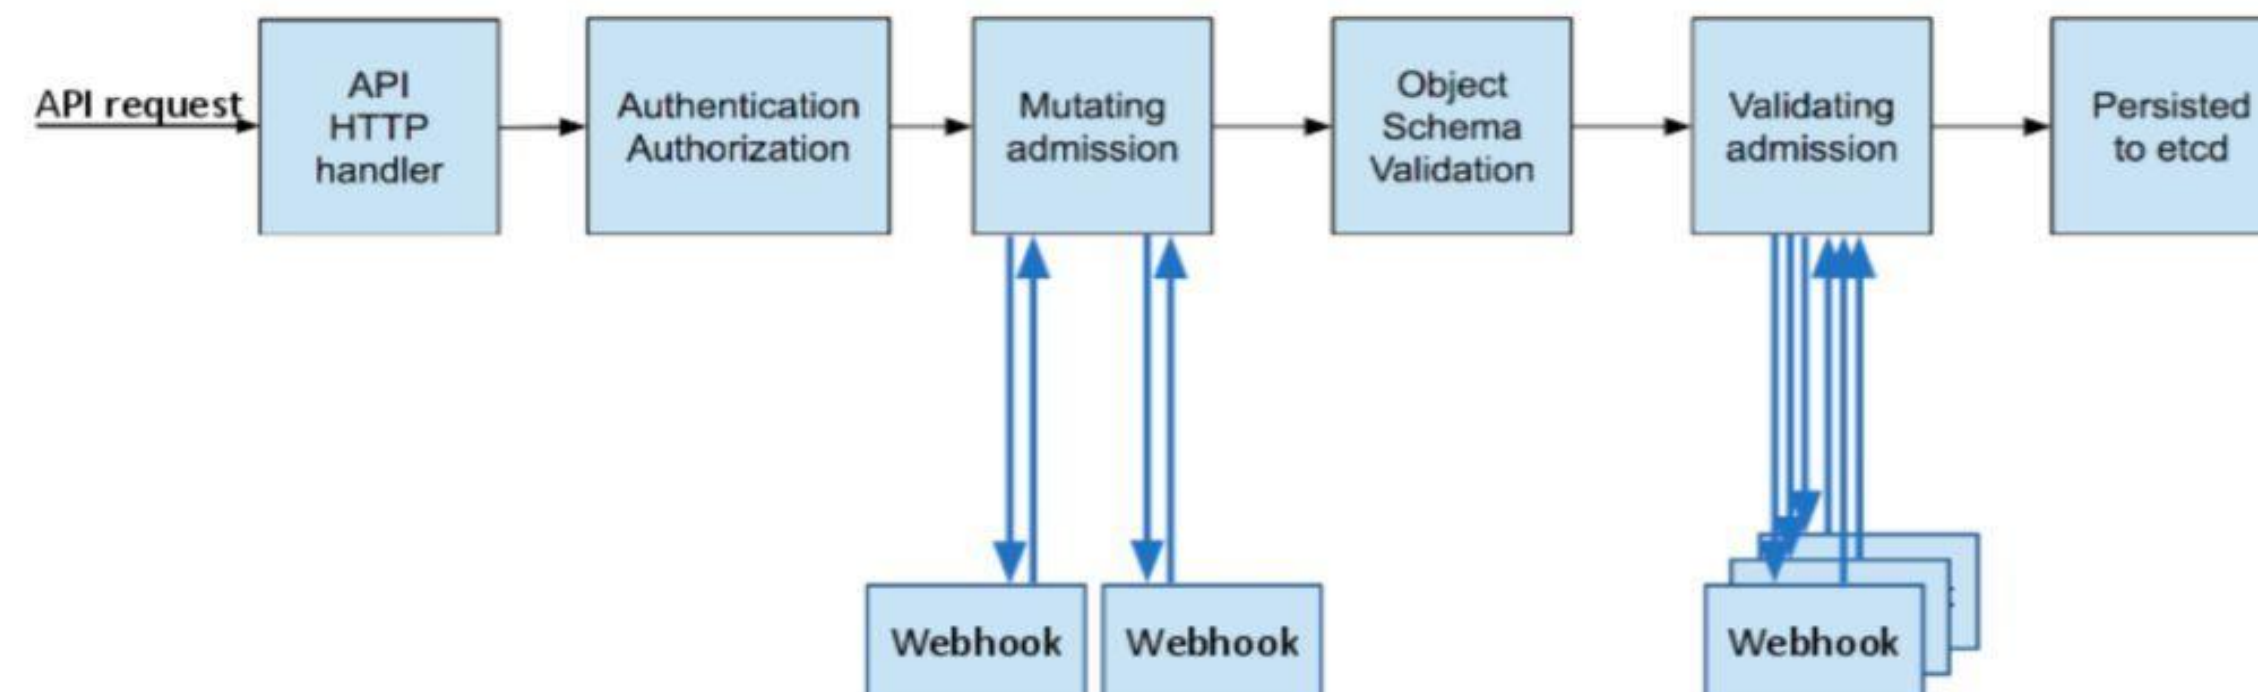 API request
API
HTTP
handler
Authentication
Authorization
Mutating
admission
Object
Schema
Validation
Validating
admission
Persisted
to etcd
Webhook
Webhook
Webhook